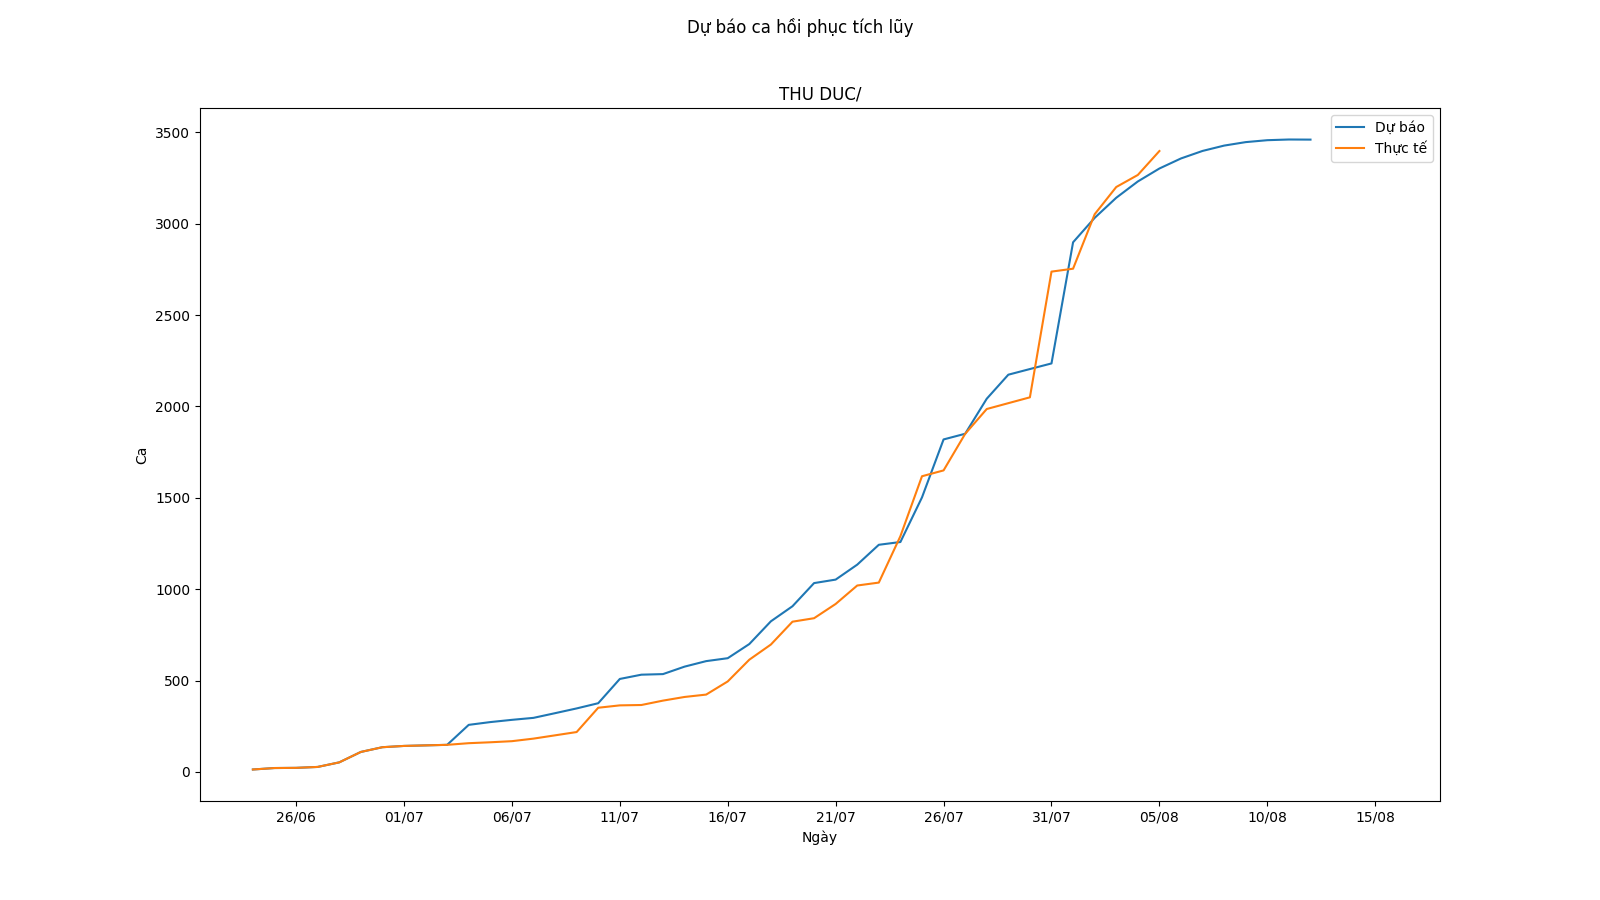 Dự báo ca hồi phục tích lũy
THU DUC/
Dự báo
Thực tế
3500
3000
2500
2000
1500
1000
500
0
Ca
26/06 01/07 06/07 11/07 16/07 21/07 26/07 31/07 05/08 10/08 15/08
Ngày